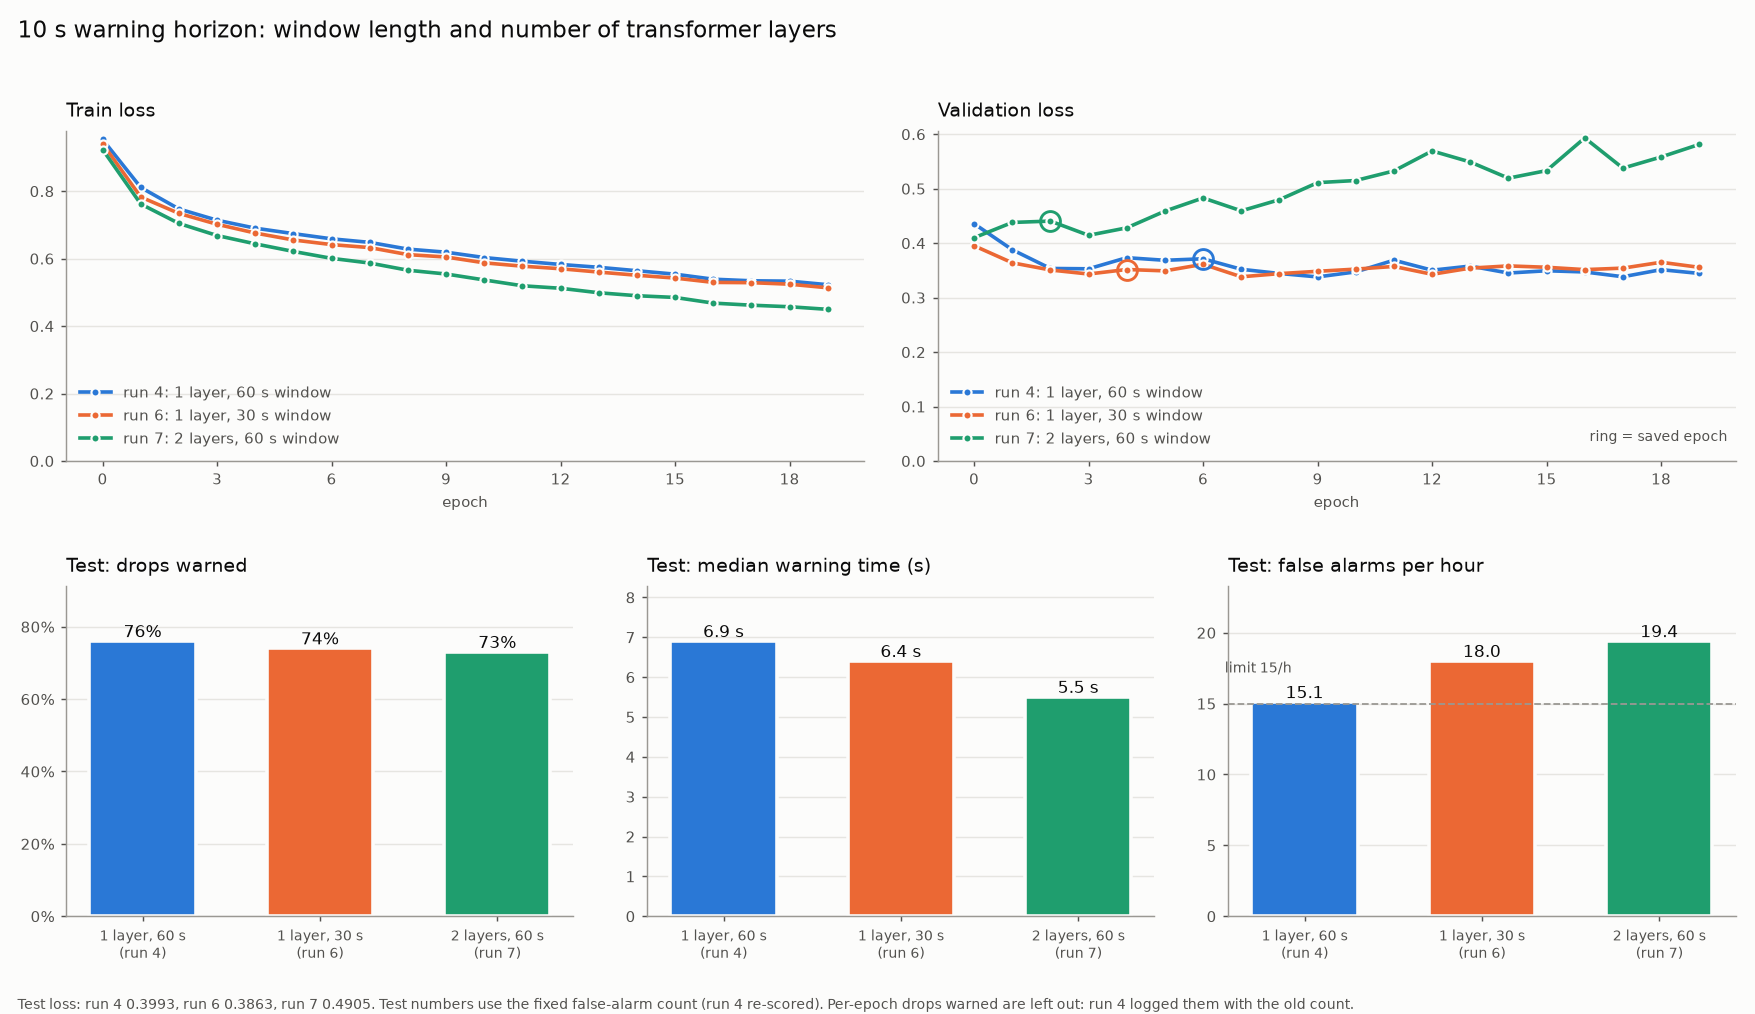 10 s warning horizon: window length and number of transformer layers
Train loss
0.8
0.6
0.4
0.2
0.0
run 4: 1 layer, 60 s window
run 6: 1 layer, 30 s window
run 7: 2 layers, 60 s window
0 3 6 9 12 15 18
epoch
Validation loss
0.6
0.5
0.4
0.3
0.2
0.1
0.0
run 4: 1 layer, 60 s window
run 6: 1 layer, 30 s window
run 7: 2 layers, 60 s window
ring = saved epoch
0 3 6 9 12 15 18
epoch
Test: drops warned
80%
60%
40%
20%
0%
76% 74% 73%
1 layer, 60 s 1 layer, 30 s 2 layers, 60 s
(run 4) (run 6) (run 7)
Test: median warning time (s)
8
7
6
5
4
3
2
1
0
6.9 s 6.4 s 5.5 s
1 layer, 60 s 1 layer, 30 s 2 layers, 60 s
(run 4) (run 6) (run 7)
Test: false alarms per hour
20
15
10
5
0
limit 15/h
15.1 18.0 19.4
1 layer, 60 s 1 layer, 30 s 2 layers, 60 s
(run 4) (run 6) (run 7)
Test loss: run 4 0.3993, run 6 0.3863, run 7 0.4905. Test numbers use the fixed false-alarm count (run 4 re-scored). Per-epoch drops warned are left out: run 4 logged them with the old count.